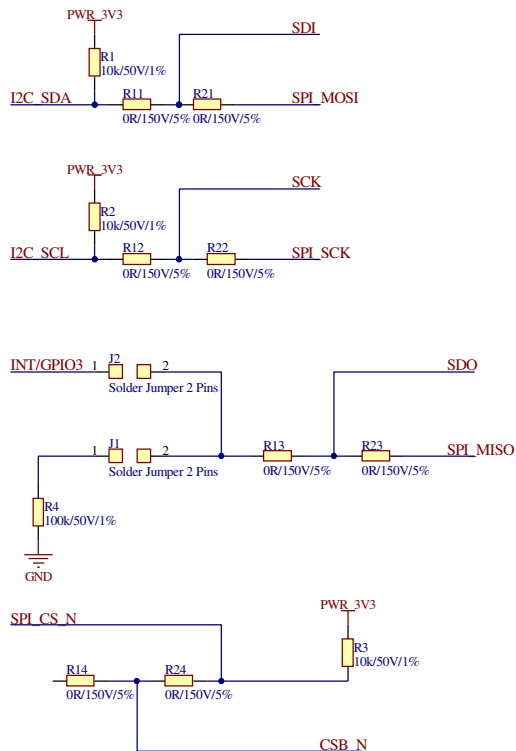 PWR_3V3
SDI
R1
10k/50V/1%
I2C_SDA
R11
R21
SPI_MOSI
0R/150V/5%
0R/150V/5%
PWR_3V3
SCK
R2
10k/50V/1%
I2C_SCL
R12
R22
SPI_SCK
0R/150V/5%
0R/150V/5%
INT/GPIO3
1
J2
2
SDO
Solder Jumper 2 Pins
1
J1
2
R13
R23
SPI_MISO
Solder Jumper 2 Pins
0R/150V/5%
0R/150V/5%
R4
100k/50V/1%
GND
PWR_3V3
SPI_CS_N
R3
10k/50V/1%
R14
R24
0R/150V/5%
0R/150V/5%
CSB_N